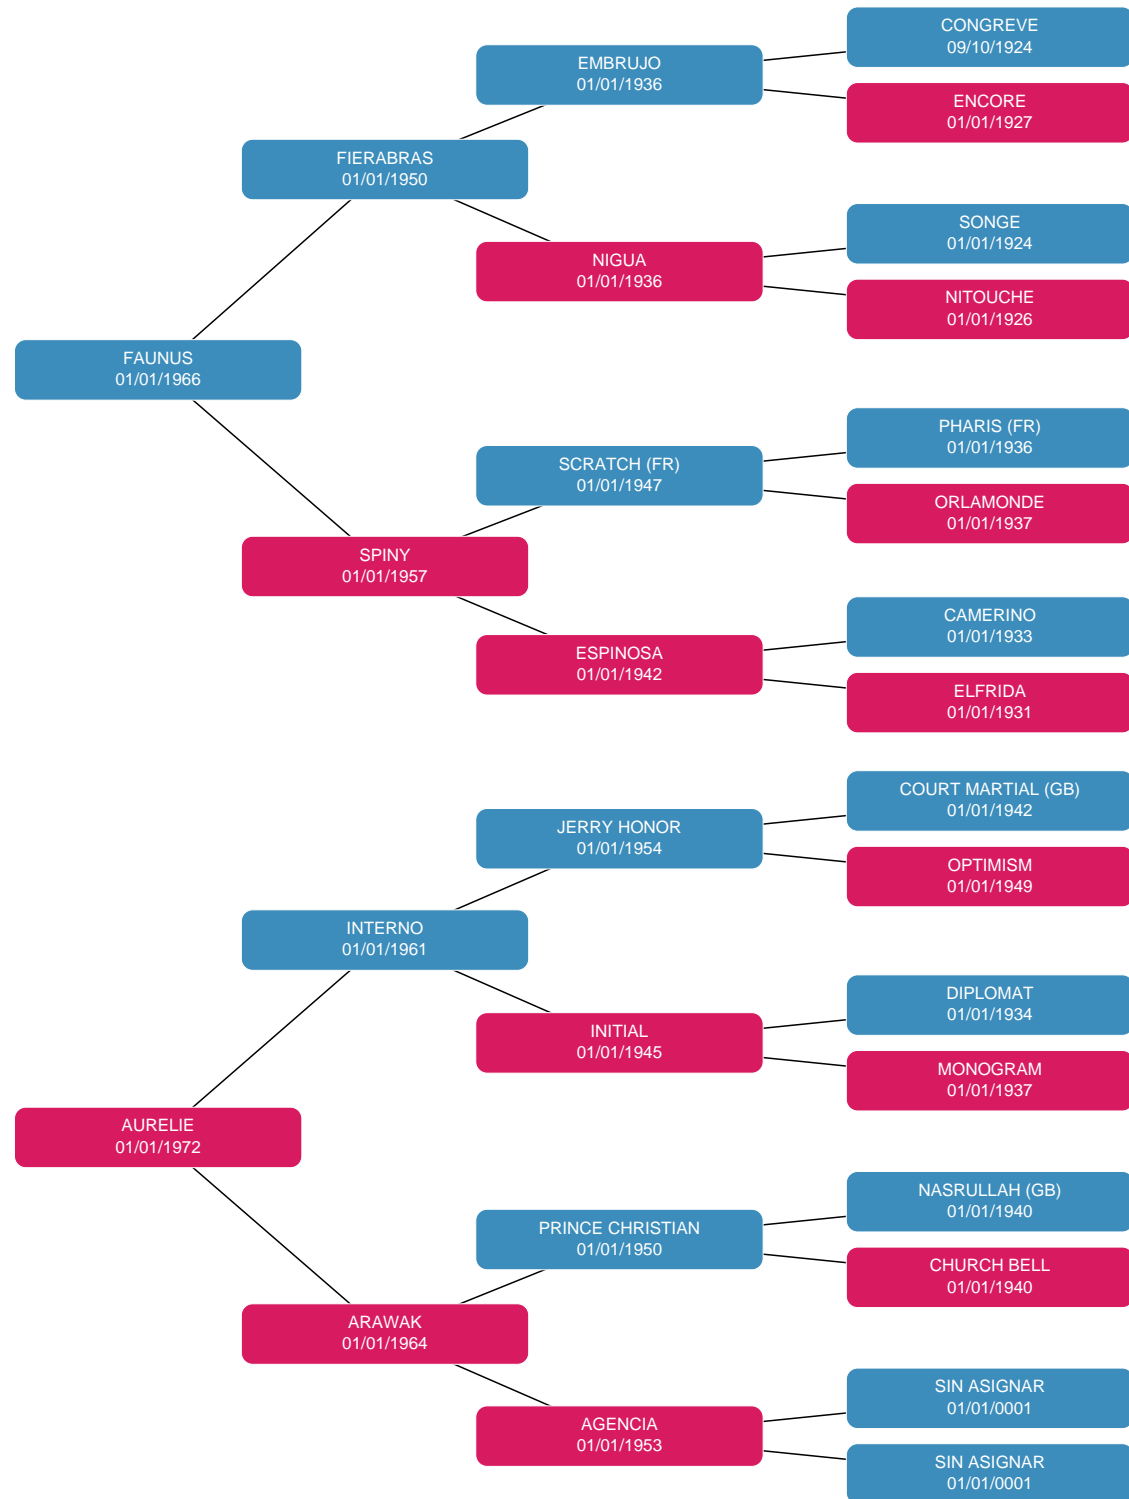 CONGREVE
09/10/1924
EMBRUJO
01/01/1936
ENCORE
01/01/1927
FIERABRAS
01/01/1950
SONGE
01/01/1924
NIGUA
01/01/1936
NITOUCHE
01/01/1926
FAUNUS
01/01/1966
PHARIS (FR)
01/01/1936
SCRATCH (FR)
01/01/1947
ORLAMONDE
01/01/1937
SPINY
01/01/1957
CAMERINO
01/01/1933
ESPINOSA
01/01/1942
ELFRIDA
01/01/1931
COURT MARTIAL (GB)
01/01/1942
JERRY HONOR
01/01/1954
OPTIMISM
01/01/1949
INTERNO
01/01/1961
DIPLOMAT
01/01/1934
INITIAL
01/01/1945
MONOGRAM
01/01/1937
AURELIE
01/01/1972
NASRULLAH (GB)
01/01/1940
PRINCE CHRISTIAN
01/01/1950
CHURCH BELL
01/01/1940
ARAWAK
01/01/1964
SIN ASIGNAR
01/01/0001
AGENCIA
01/01/1953
SIN ASIGNAR
01/01/0001